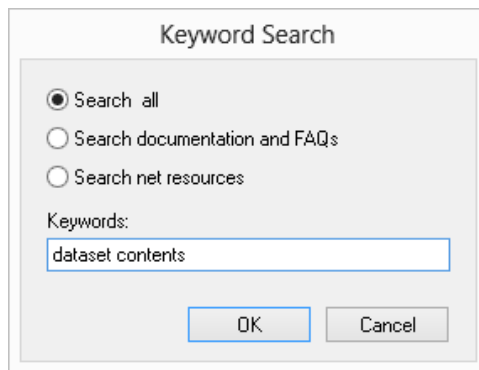 Keyword Search
Search all
Search documentation and FAQs
Search net resources
Keywords:
dataset contents
OK Cancel